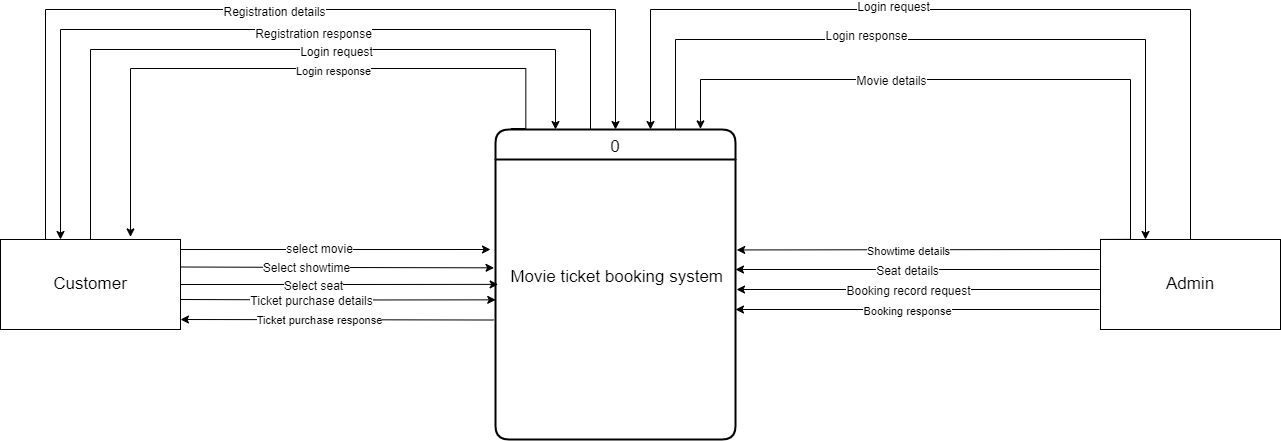 Registration details
Registration response
Login request
Login response
Login request
Login response
Movie details
0
Movie ticket booking system
Customer
Admin
select movie
Select showtime
Select seat
Ticket purchase details
Ticket purchase response
Showtime details
Seat details
Booking record request
Booking response